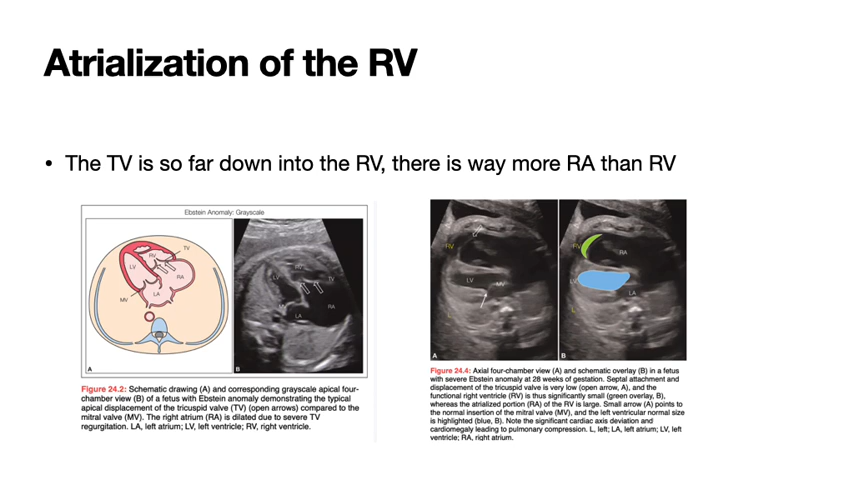 Atrialization of the RV
• The TV is so far down into the RV, there is way more RA than RV
Ebstein Anomaly: Grayscale
TV
RV
LV
RA
LA
MV
A
RV
LV
TV
RA
LA
B
Figure 24.2: Schematic drawing (A) and corresponding grayscale apical four-
chamber view (B) of a fetus with Ebstein anomaly demonstrating the typical
apical displacement of the tricuspid valve (TV) (open arrows) compared to the
mitral valve (MV). The right atrium (RA) is dilated due to severe TV
regurgitation. LA, left atrium; LV, left ventricle; RV, right ventricle.
RV
LV
MV
L
A
RV
RA
LV
LA
L
B
Figure 24.4: Axial four-chamber view (A) and schematic overlay (B) in a fetus
with severe Ebstein anomaly at 28 weeks of gestation. Septal attachment and
displacement of the tricuspid valve is very low (open arrow, A), and the
functional right ventricle (RV) is thus significantly small (green overlay, B),
whereas the atrialized portion (RA) of the RV is large. Small arrow (A) points to
the normal insertion of the mitral valve (MV), and the left ventricular normal size
is highlighted (blue, B). Note the significant cardiac axis deviation and
cardiomegaly leading to pulmonary compression. L, left; LA, left atrium; LV, left
ventricle; RA, right atrium.